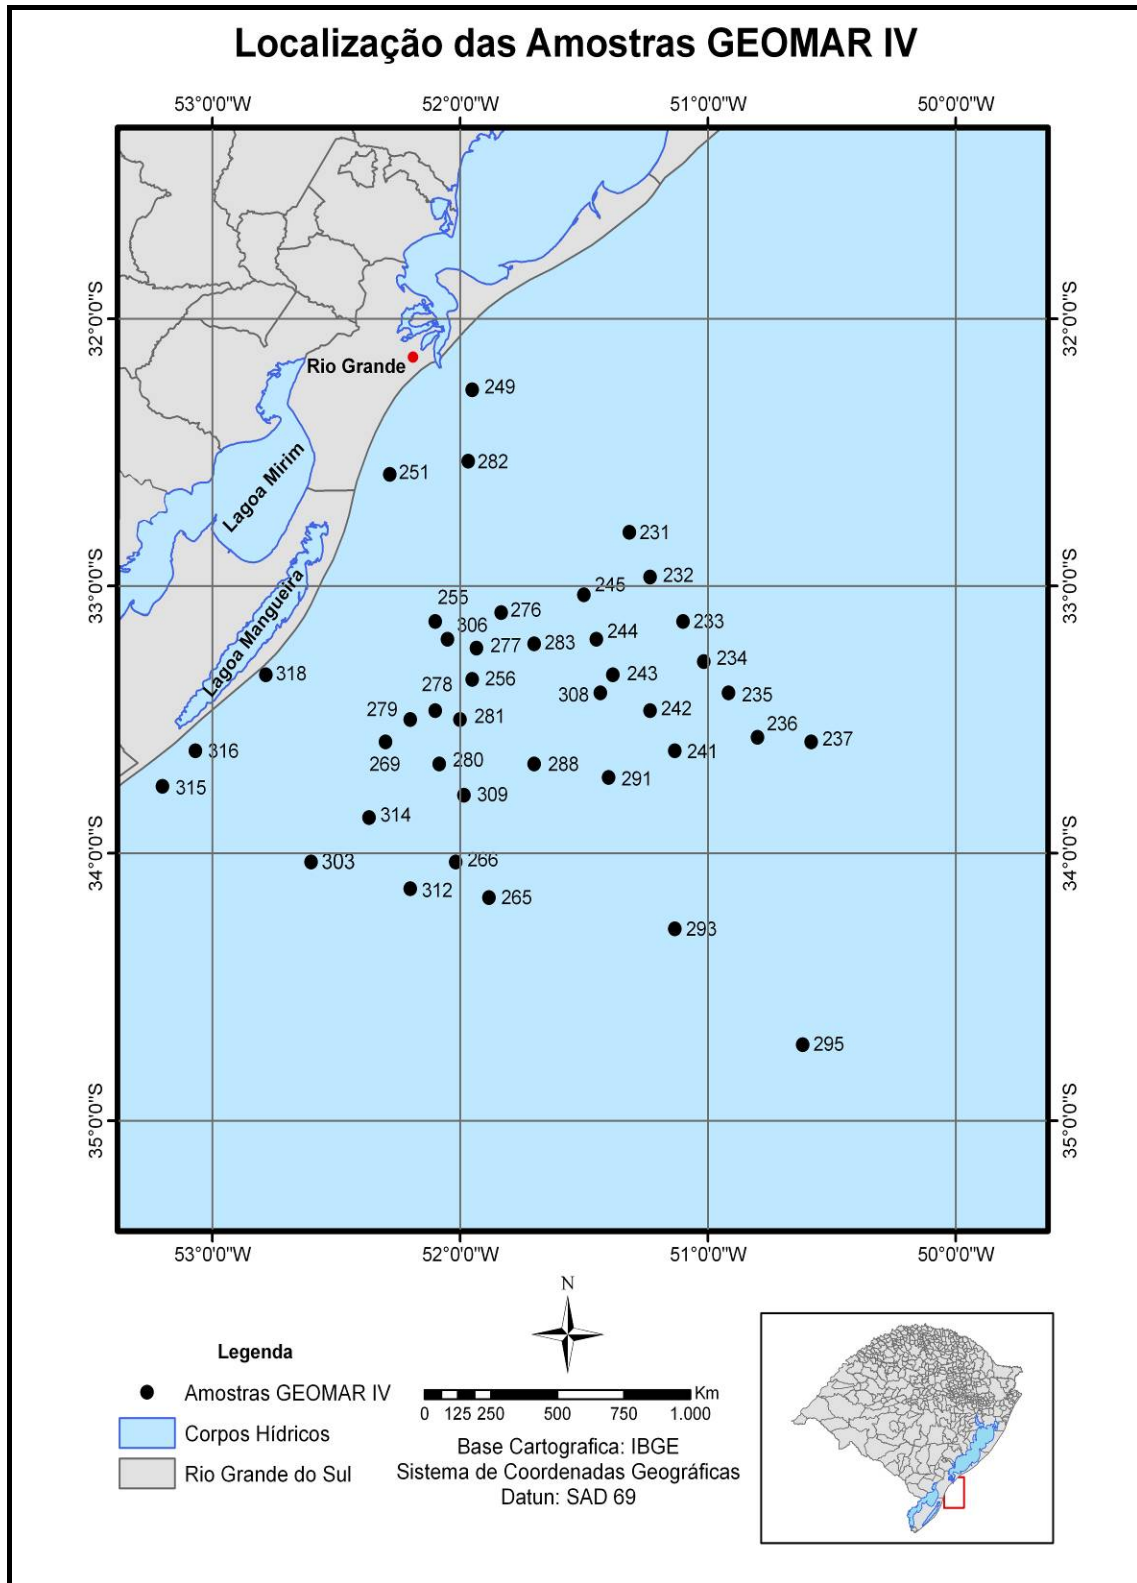 Localização das Amostras GEOMAR IV
53°0'0"W 52°0'0"W 51°0'0"W 50°0'0"W
32°0'0"S 32°0'0"S
Rio Grande
249
282
251
Lagoa Mirim
231
232
33°0'0"S 33°0'0"S
245
255
276
306
233
244
283
277
Lagoa Mangueira
234
318
243
256
278
308
235
242
279
281
236
237
316
269
280
288
241
291
315
309
314
34°0'0"S 34°0'0"S
303
266
312
265
293
295
35°0'0"S 35°0'0"S
53°0'0"W 52°0'0"W 51°0'0"W 50°0'0"W
N
Legenda
Amostras GEOMAR IV
Corpos Hídricos
Rio Grande do Sul
Km
0 125 250 500 750 1.000
Base Cartografica: IBGE
Sistema de Coordenadas Geográficas
Datun: SAD 69